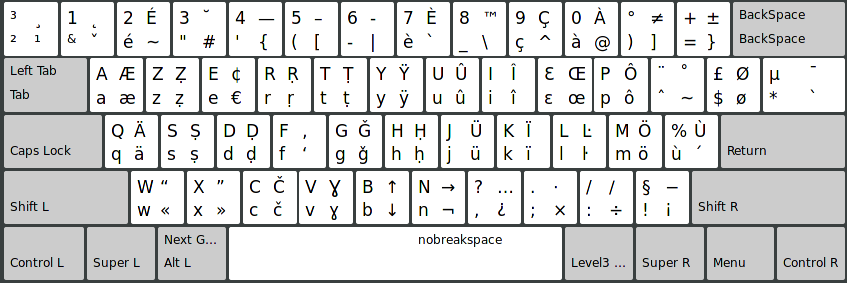 ³ ¸ 1 ˛ 2 É 3 ˘ 4 — 5 – 6 - 7 È 8 ™ 9 Ç 0 À ° ≠ + ± BackSpace
² ¹ & ˇ é ~ " # ' { ( [ - | è ` _ \ ç ^ à @ ) ] = } BackSpace
Left Tab A Æ Z Ẓ E ¢ R Ṛ T Ṭ Y Ÿ U Û I Î Ɛ Œ P Ô ¨ ˚ £ Ø µ ¯
Tab a æ z ẓ e € r ṛ t ṭ y ÿ u û i î ɛ œ p ô ˆ ~ $ ø * `
Q Ä S Ṣ D Ḍ F ‚ G Ğ H Ḥ J Ü K Ï L Ŀ M Ö % Ù
Caps Lock q ä s ṣ d ḍ f ‘ g ğ h ḥ j ü k ï l ŀ m ö ù ´ Return
W “ X ” C Č V Ɣ B ↑ N → ? … . · / / § −
Shift L w « x » c č v ɣ b ↓ n ¬ , ¿ ; × : ÷ ! ¡ Shift R
Next G... nobreakspace
Control L Super L Alt L Level3 ... Super R Menu Control R